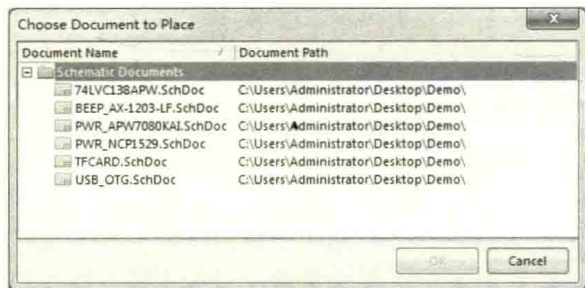 Choose Document to Place
Document Name / Document Path
Schematic Documents
74LVC138APW.SchDoc C:\Users\Administrator\Desktop\Demo\
BEEP_AX-1203-LF.SchDoc C:\Users\Administrator\Desktop\Demo\
PWR_APW7080KAI.SchDoc C:\Users\Administrator\Desktop\Demo\
PWR_NCP1529.SchDoc C:\Users\Administrator\Desktop\Demo\
TFCARD.SchDoc C:\Users\Administrator\Desktop\Demo\
USB_OTG.SchDoc C:\Users\Administrator\Desktop\Demo\
OK Cancel